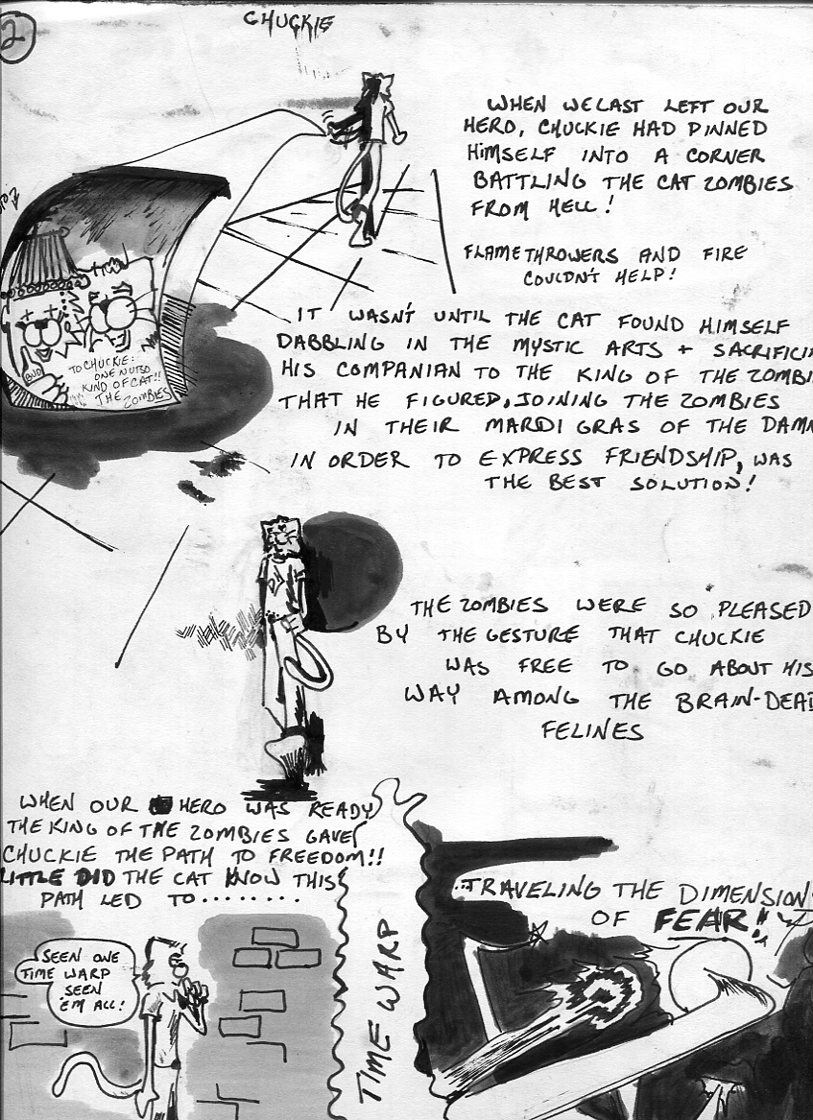 2
CHUCKIE
WHEN WE LAST LEFT OUR
HERO, CHUCKIE HAD PINNED
HIMSELF INTO A CORNER
BATTLING THE CAT ZOMBIES
FROM HELL!
FLAMETHROWERS AND FIRE
COULDN'T HELP!
IT WASN'T UNTIL THE CAT FOUND HIMSELF
DABBLING IN THE MYSTIC ARTS + SACRIFICIN
HIS COMPANIAN TO THE KING OF THE ZOMBI
THAT HE FIGURED, JOINING THE ZOMBIES
IN THEIR MARDI GRAS OF THE DAMN
IN ORDER TO EXPRESS FRIENDSHIP, WAS
THE BEST SOLUTION!
TO CHUCKIE:
ONE NUTSO
KIND OF CAT!!
THE
ZOMBIES
BUD
THE ZOMBIES WERE SO PLEASED
BY THE GESTURE THAT CHUCKIE
WAS FREE TO GO ABOUT HIS
WAY AMONG THE BRAIN-DEAD
FELINES
WHEN OUR HERO WAS READY
THE KING OF THE ZOMBIES GAVE
CHUCKIE THE PATH TO FREEDOM!!
LITTLE DID THE CAT KNOW THIS
PATH LED TO........
SEEN ONE
TIME WARP
SEEN
'EM ALL!
TIME WARP
...TRAVELING THE DIMENSION
OF FEAR!!